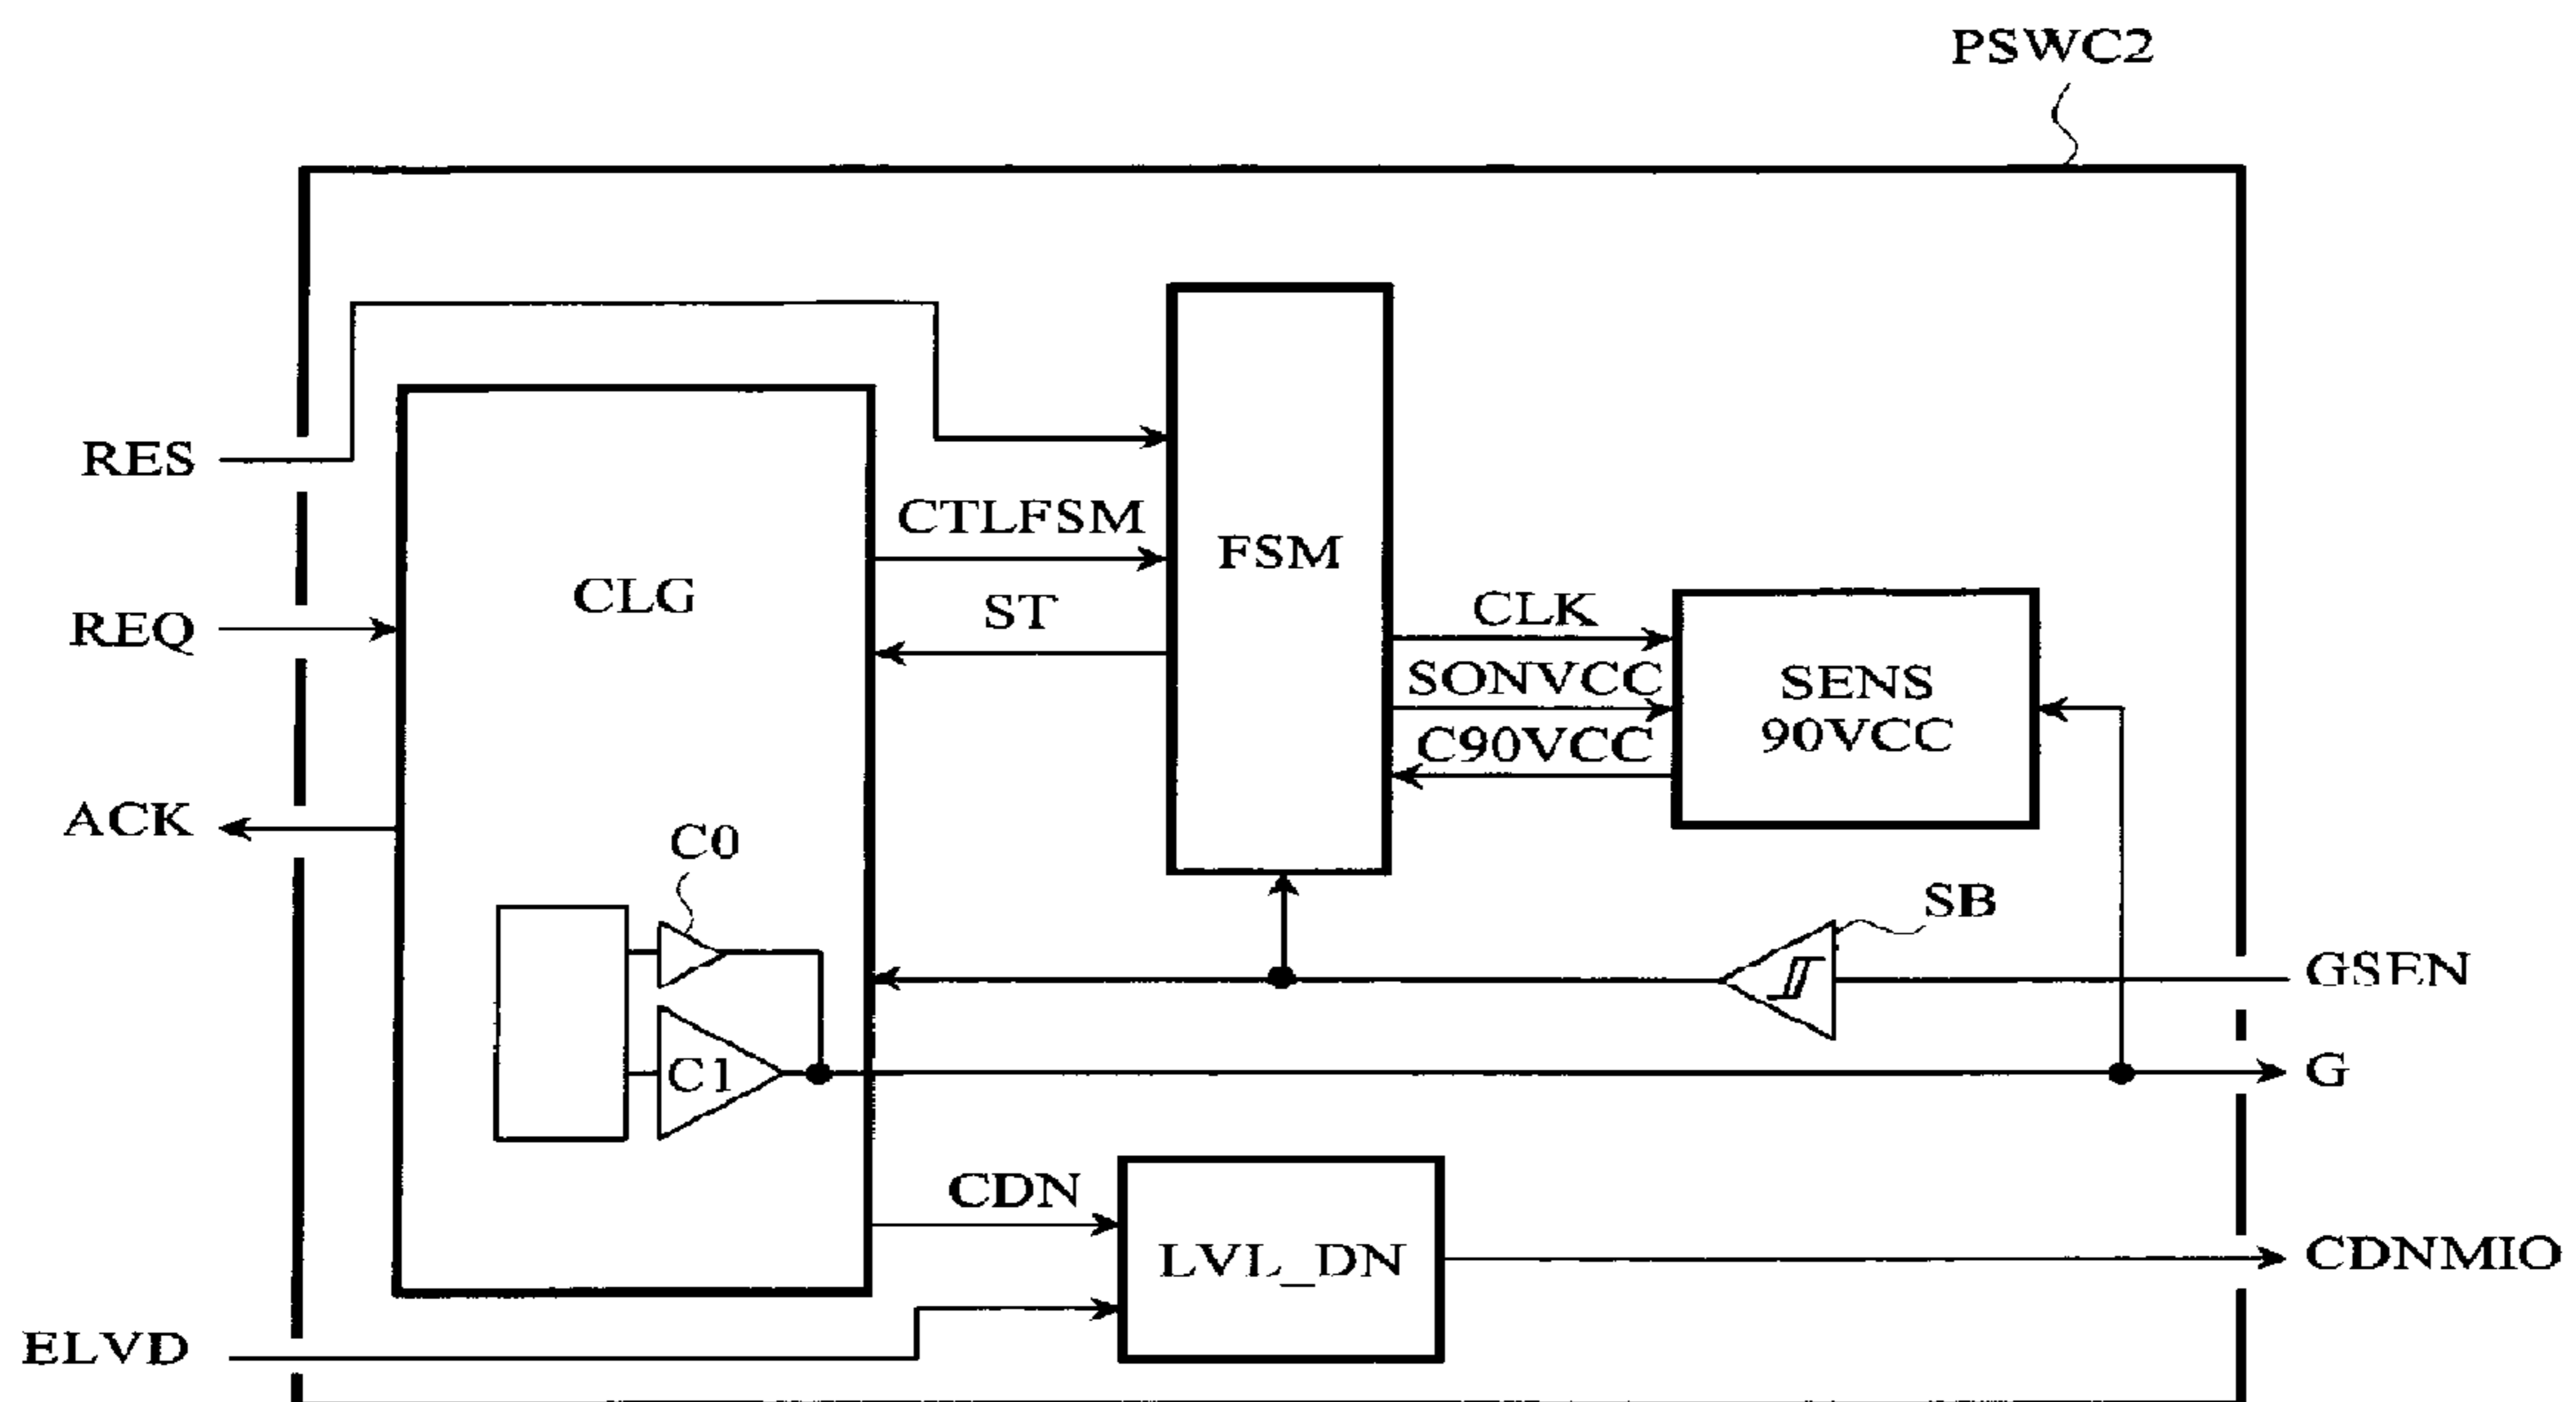 PSWC2
RES
CTLFSM
FSM
CLG
REQ
ST
CLK
SONVCC
C90VCC
SENS
90VCC
ACK
C0
SB
GSEN
C1
G
CDN
LVL_DN
CDNMIO
ELVD